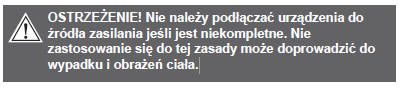 OSTRZEŻENIE! Nie należy podłączać urządzenia do
źródła zasilania jeśli jest niekompletne. Nie
zastosowanie się do tej zasady może doprowadzić do
wypadku i obrażeń ciała.